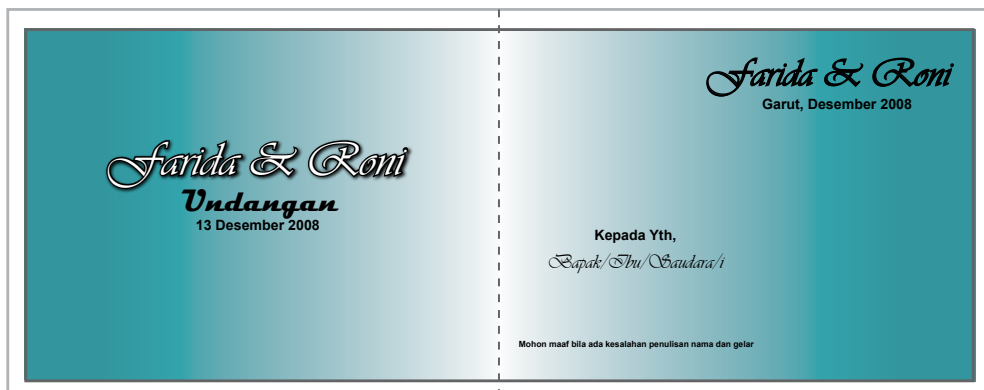 Farida & Roni
Undangan
13 Desember 2008
Farida & Roni
Garut, Desember 2008
Kepada Yth,
Bapak/Ibu/Saudara/i
Mohon maaf bila ada kesalahan penulisan nama dan gelar